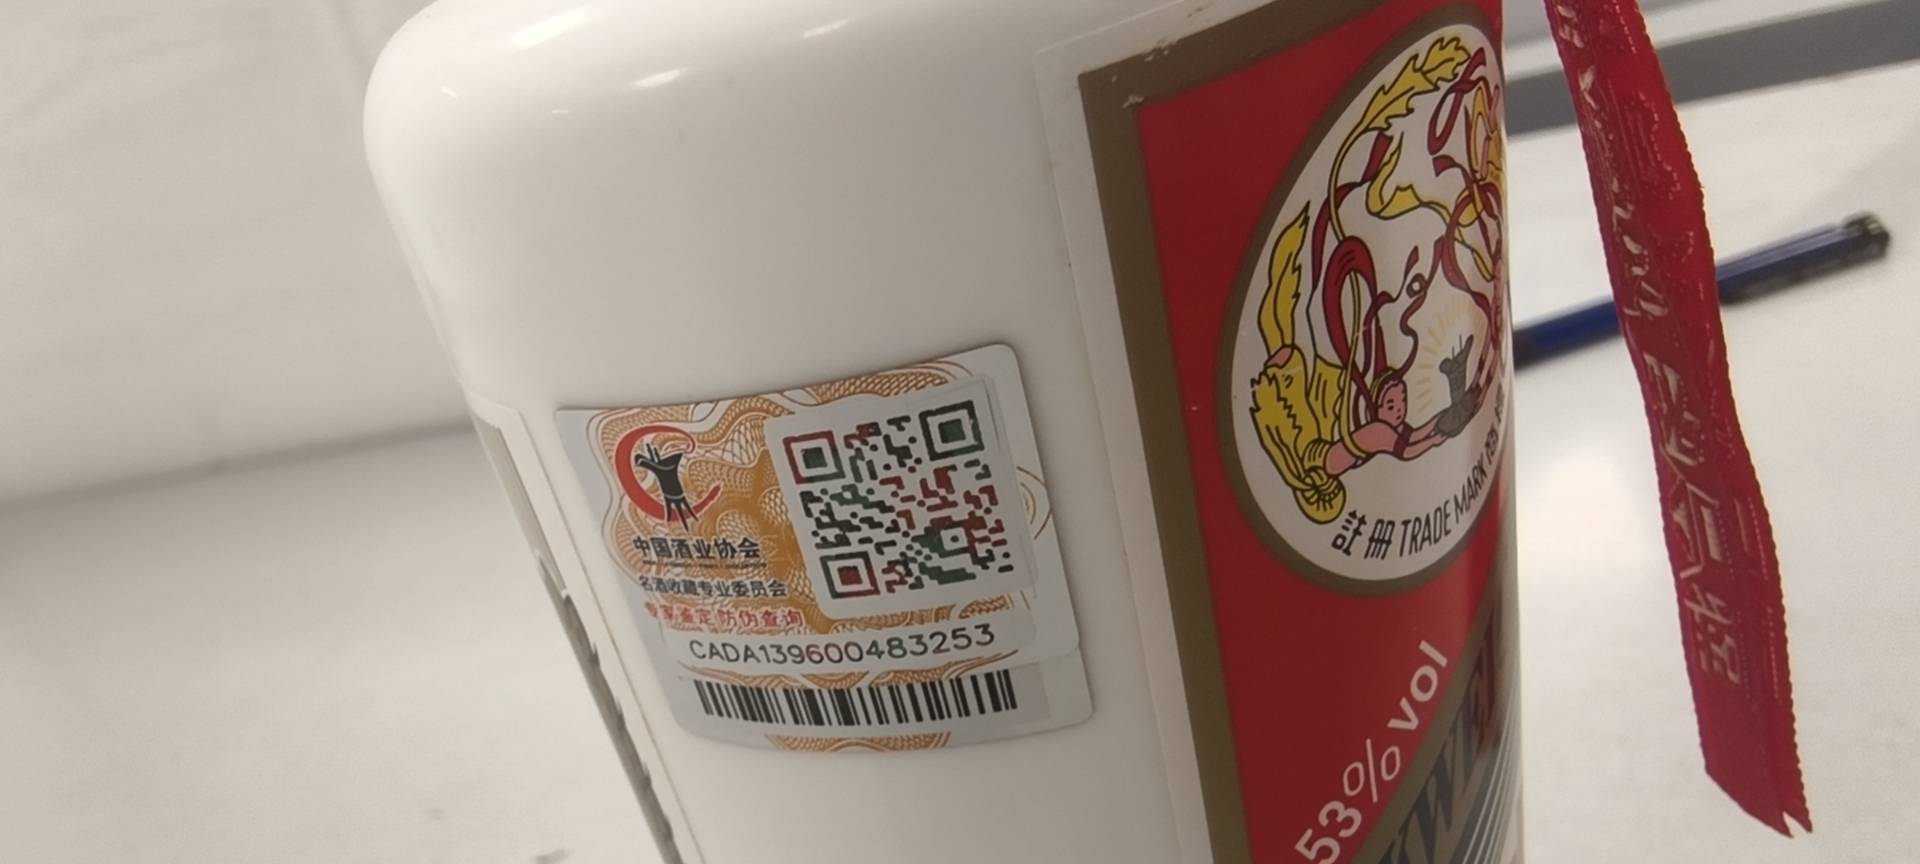 中国酒业协会
名酒收藏专业委员会
专家鉴定防伪查询
CADA139600483253
註冊 TRADE MARK
53% vol